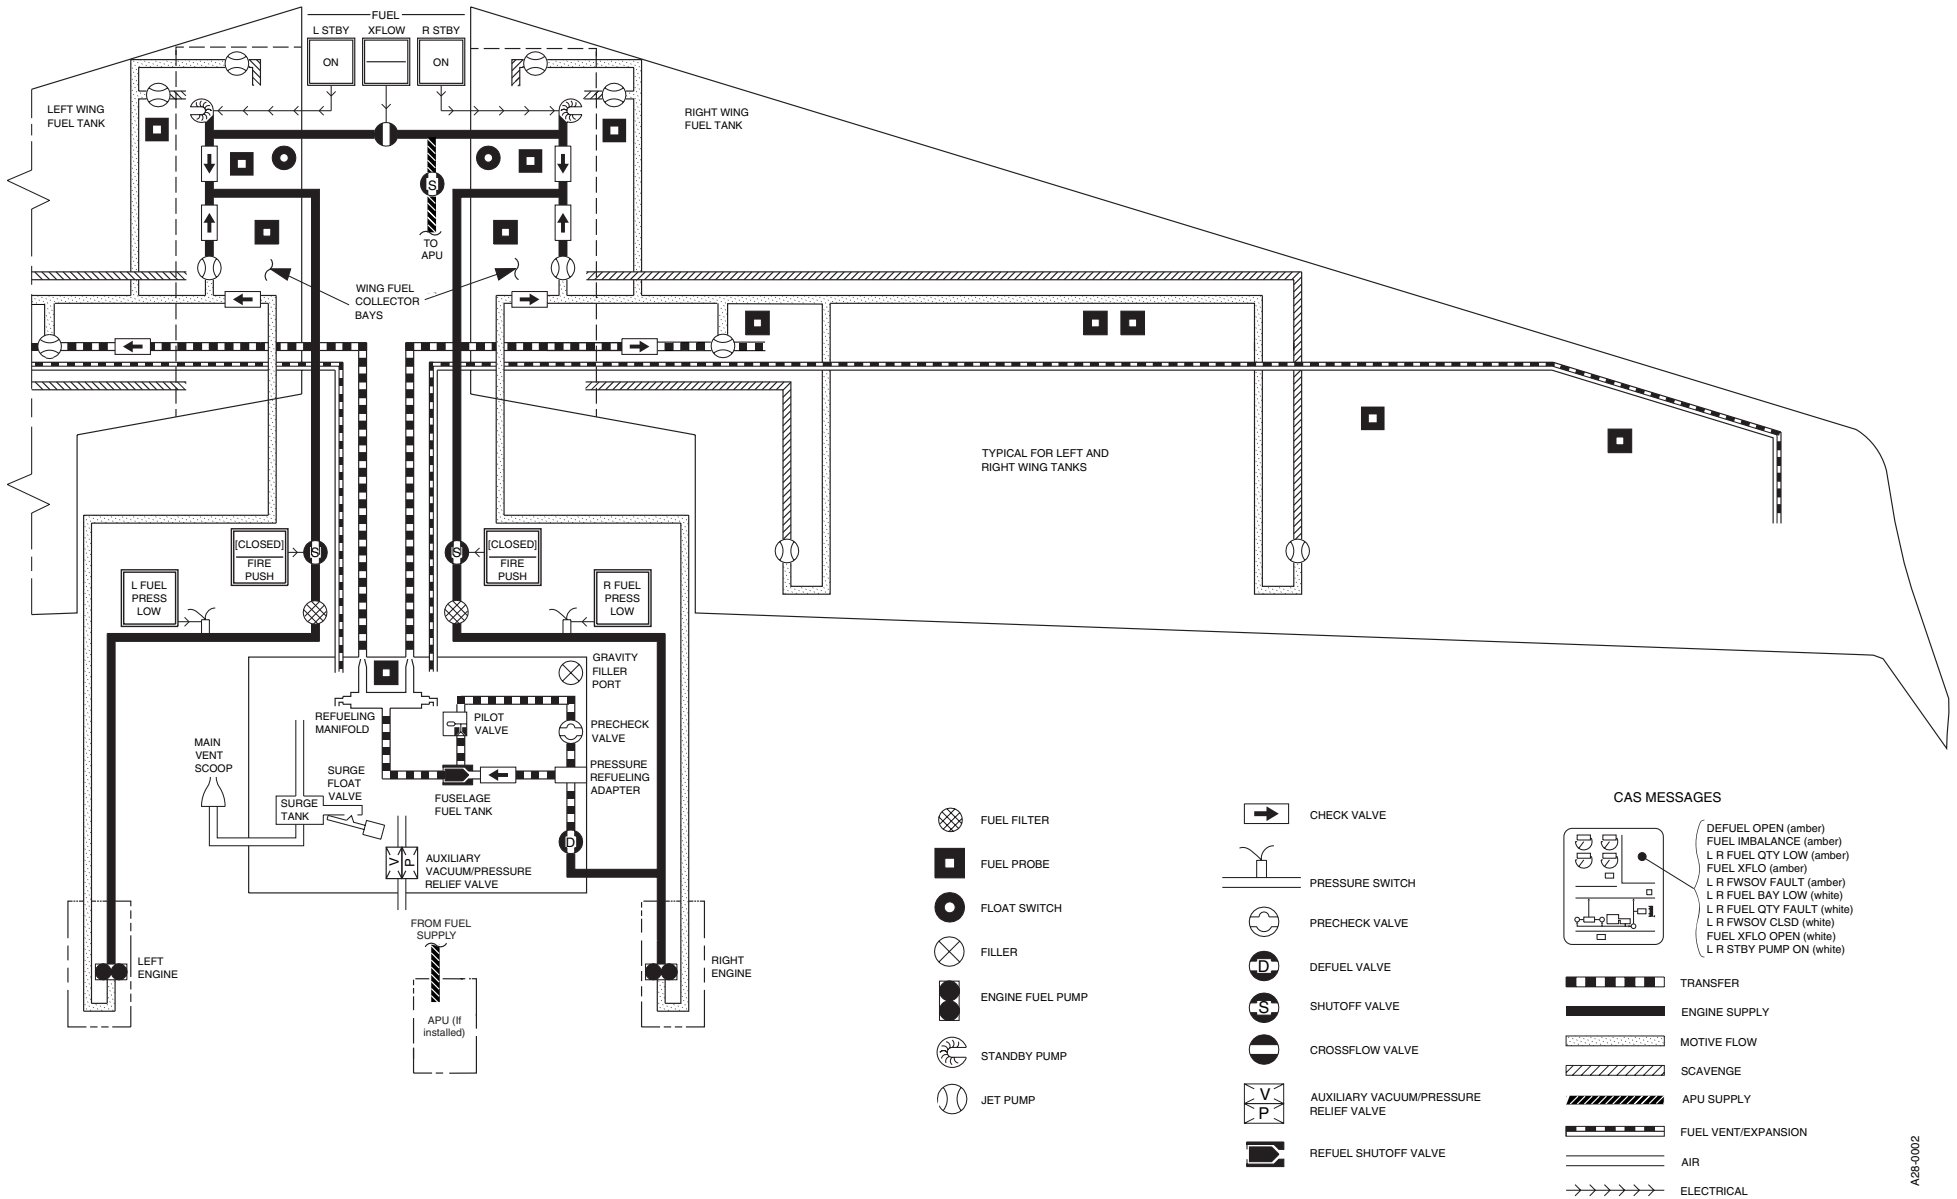 FUEL
L STBY
XFLOW
R STBY
ON
ON
LEFT WING
FUEL TANK
RIGHT WING
FUEL TANK
S
TO
APU
WING FUEL
COLLECTOR
BAYS
TYPICAL FOR LEFT AND
RIGHT WING TANKS
[CLOSED]
FIRE
PUSH
S
S
[CLOSED]
FIRE
PUSH
L FUEL
PRESS
LOW
R FUEL
PRESS
LOW
GRAVITY
FILLER
PORT
REFUELING
MANIFOLD
PILOT
VALVE
PRECHECK
VALVE
MAIN
VENT
SCOOP
SURGE
FLOAT
VALVE
PRESSURE
REFUELING
ADAPTER
SURGE
TANK
FUSELAGE
FUEL TANK
D
V P
AUXILIARY
VACUUM/PRESSURE
RELIEF VALVE
FROM FUEL
SUPPLY
LEFT
ENGINE
RIGHT
ENGINE
APU (If
installed)
FUEL FILTER
FUEL PROBE
FLOAT SWITCH
FILLER
ENGINE FUEL PUMP
STANDBY PUMP
JET PUMP
CHECK VALVE
PRESSURE SWITCH
PRECHECK VALVE
D
DEFUEL VALVE
S
SHUTOFF VALVE
CROSSFLOW VALVE
V
P
AUXILIARY VACUUM/PRESSURE
RELIEF VALVE
REFUEL SHUTOFF VALVE
CAS MESSAGES
DEFUEL OPEN (amber)
FUEL IMBALANCE (amber)
L R FUEL QTY LOW (amber)
FUEL XFLO (amber)
L R FWSOV FAULT (amber)
L R FUEL BAY LOW (white)
L R FUEL QTY FAULT (white)
L R FWSOV CLSD (white)
FUEL XFLO OPEN (white)
L R STBY PUMP ON (white)
TRANSFER
ENGINE SUPPLY
MOTIVE FLOW
SCAVENGE
APU SUPPLY
FUEL VENT/EXPANSION
AIR
ELECTRICAL
A28-0002